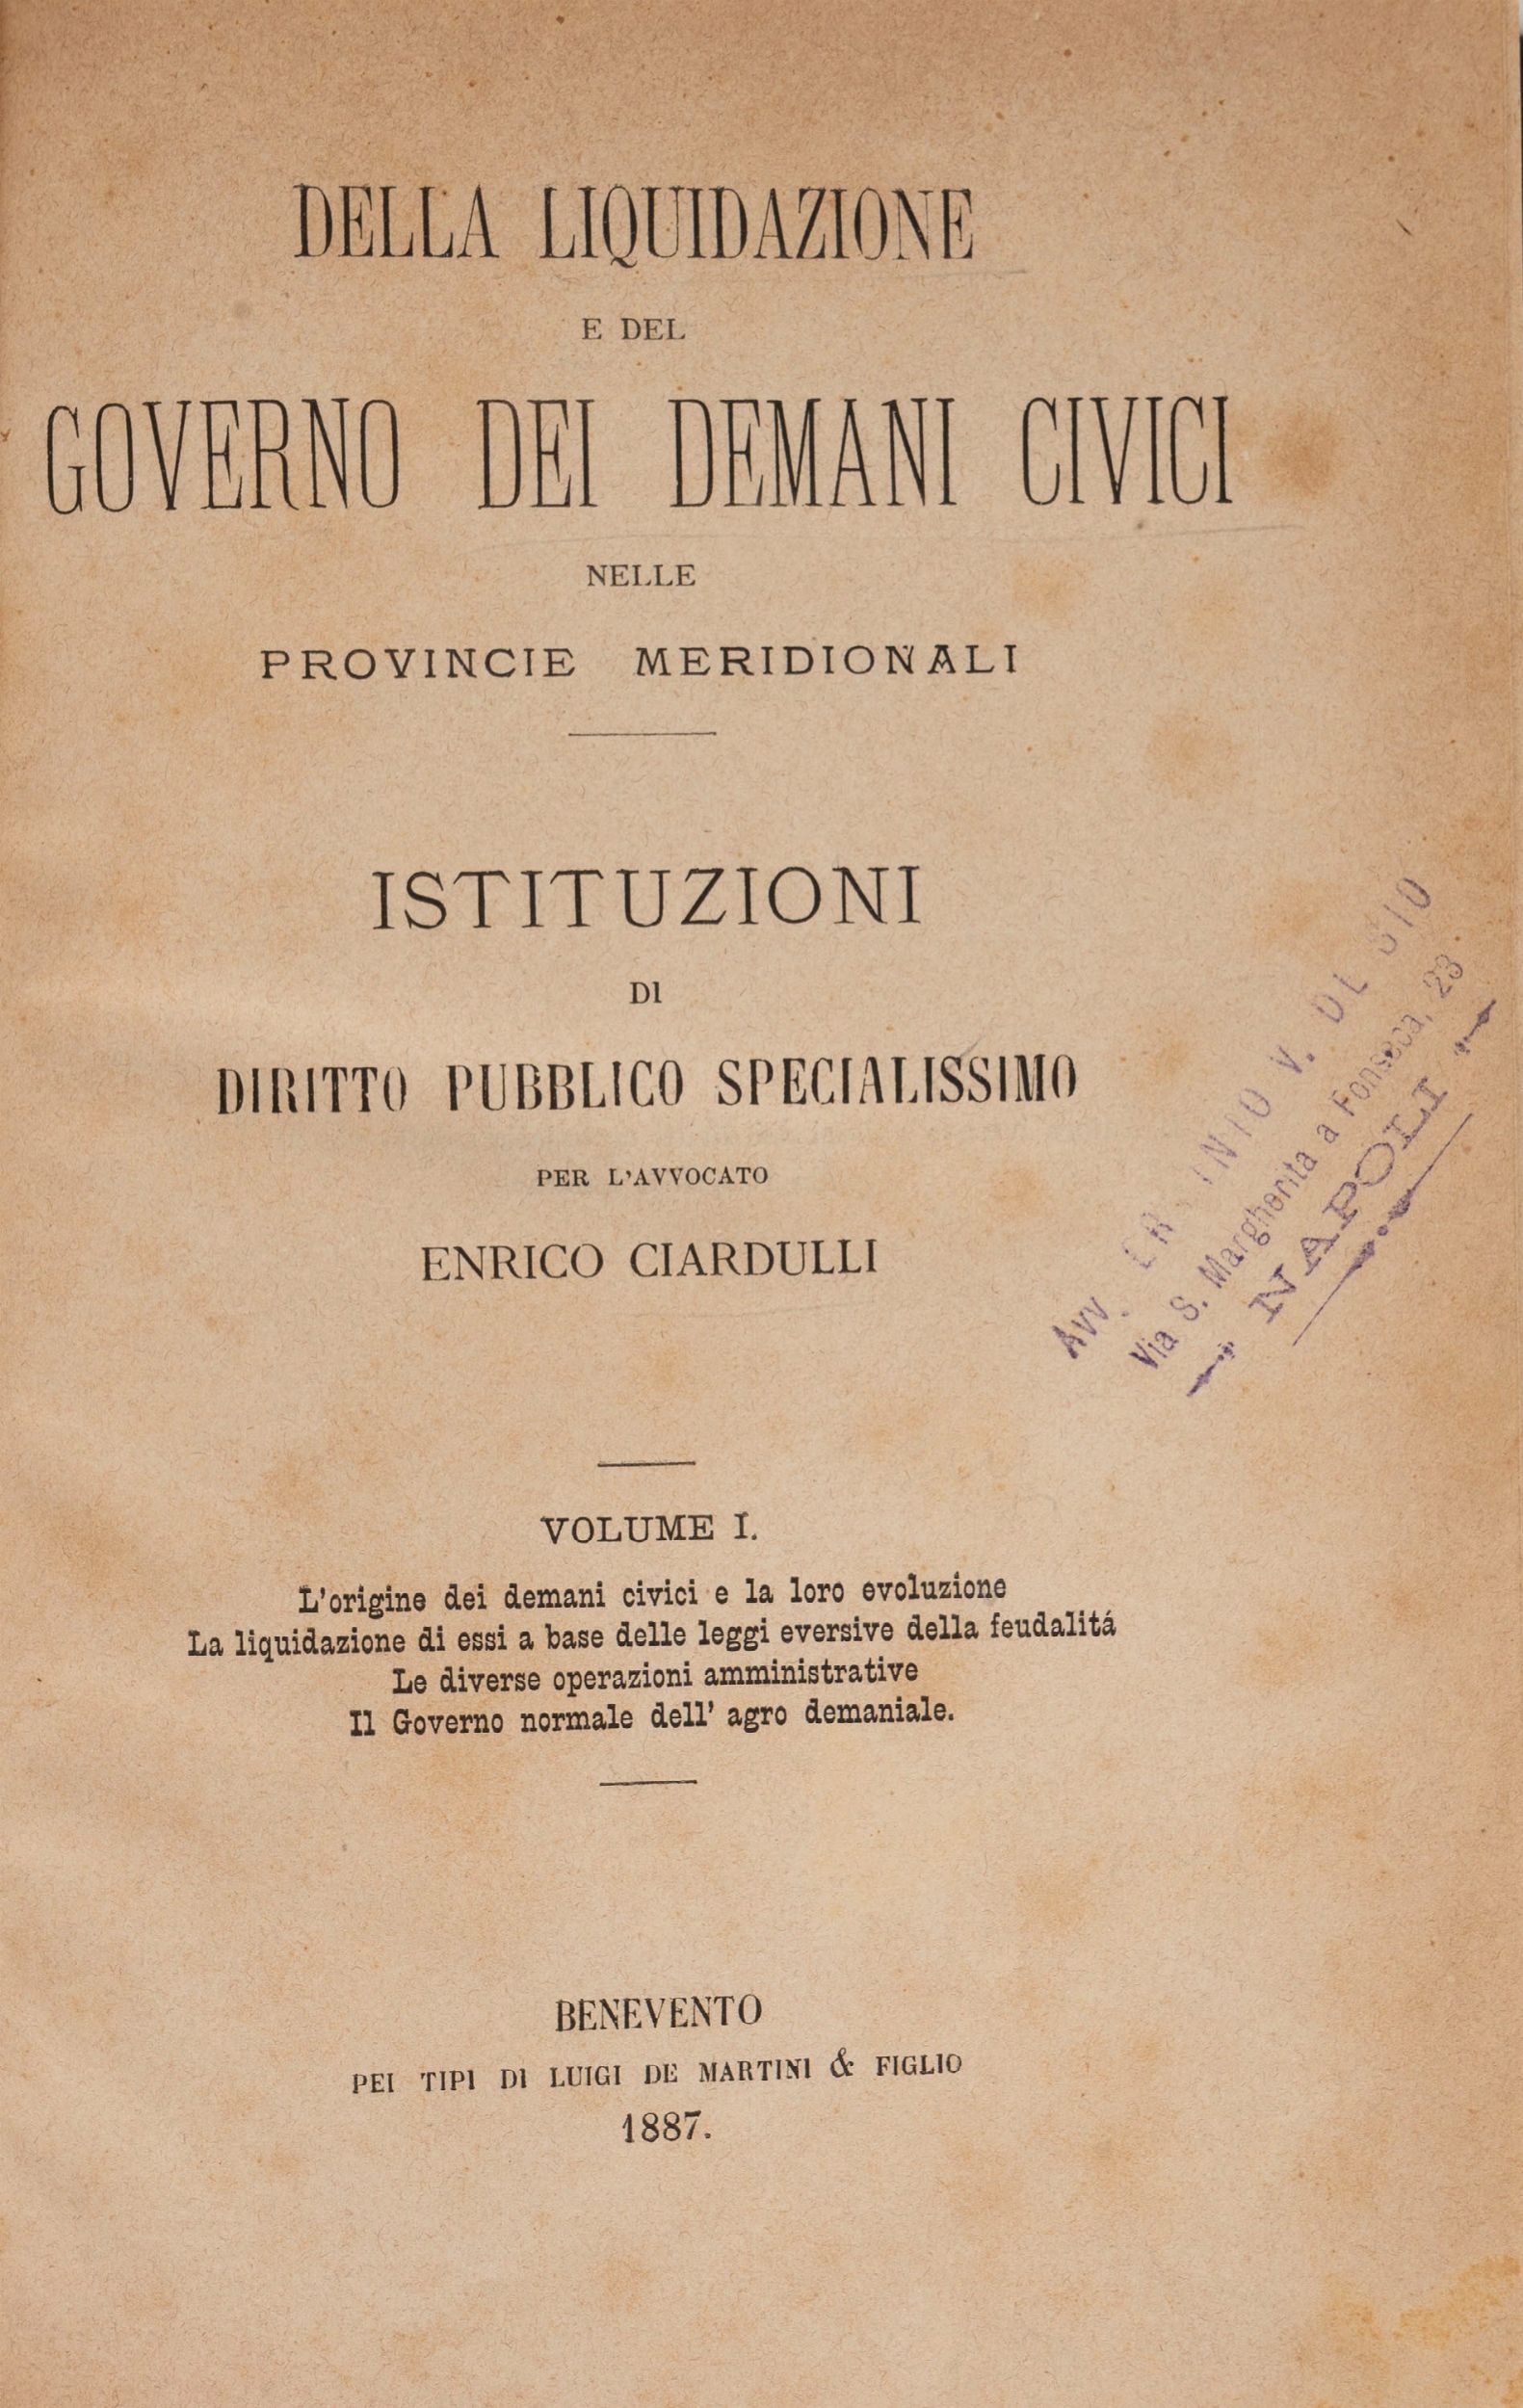 DELLA LIQUIDAZIONE
E DEL
GOVERNO DEI DEMANI CIVICI
NELLE
PROVINCIE MERIDIONALI
ISTITUZIONI
DI
DIRITTO PUBBLICO SPECIALISSIMO
PER L'AVVOCATO
ENRICO CIARDULLI
Avv. V. DE
Via S. Margherita a Fonseca, 23
NAPOLI
VOLUME I.
L'origine dei demani civici e la loro evoluzione
La liquidazione di essi a base delle leggi eversive della feudalitá
Le diverse operazioni amministrative
Il Governo normale dell' agro demaniale.
BENEVENTO
PEI TIPI DI LUIGI DE MARTINI & FIGLIO
1887.